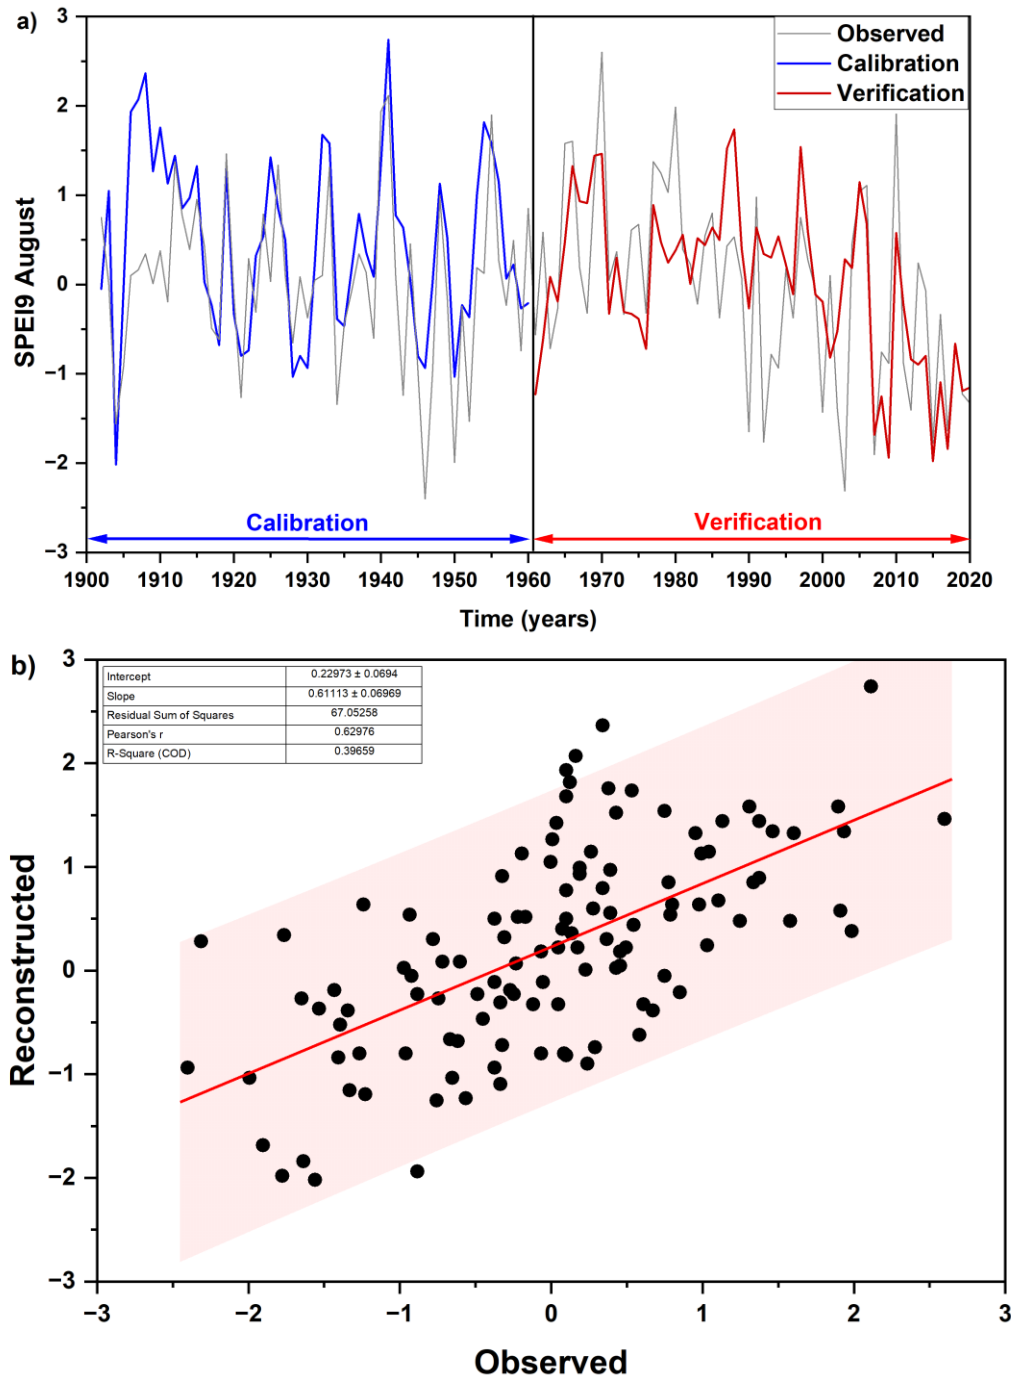 a)
3
2
1
0
−1
−2
−3
SPEI9 August
Observed
Calibration
Verification
Calibration
Verification
1900 1910 1920 1930 1940 1950 1960 1970 1980 1990 2000 2010 2020
Time (years)
b)
3
2
1
0
−1
−2
−3
Reconstructed
Intercept 0.22973 ± 0.0694
Slope 0.61113 ± 0.06969
Residual Sum of Squares 67.05258
Pearson's r 0.62976
R-Square (COD) 0.39659
−3 −2 −1 0 1 2 3
Observed